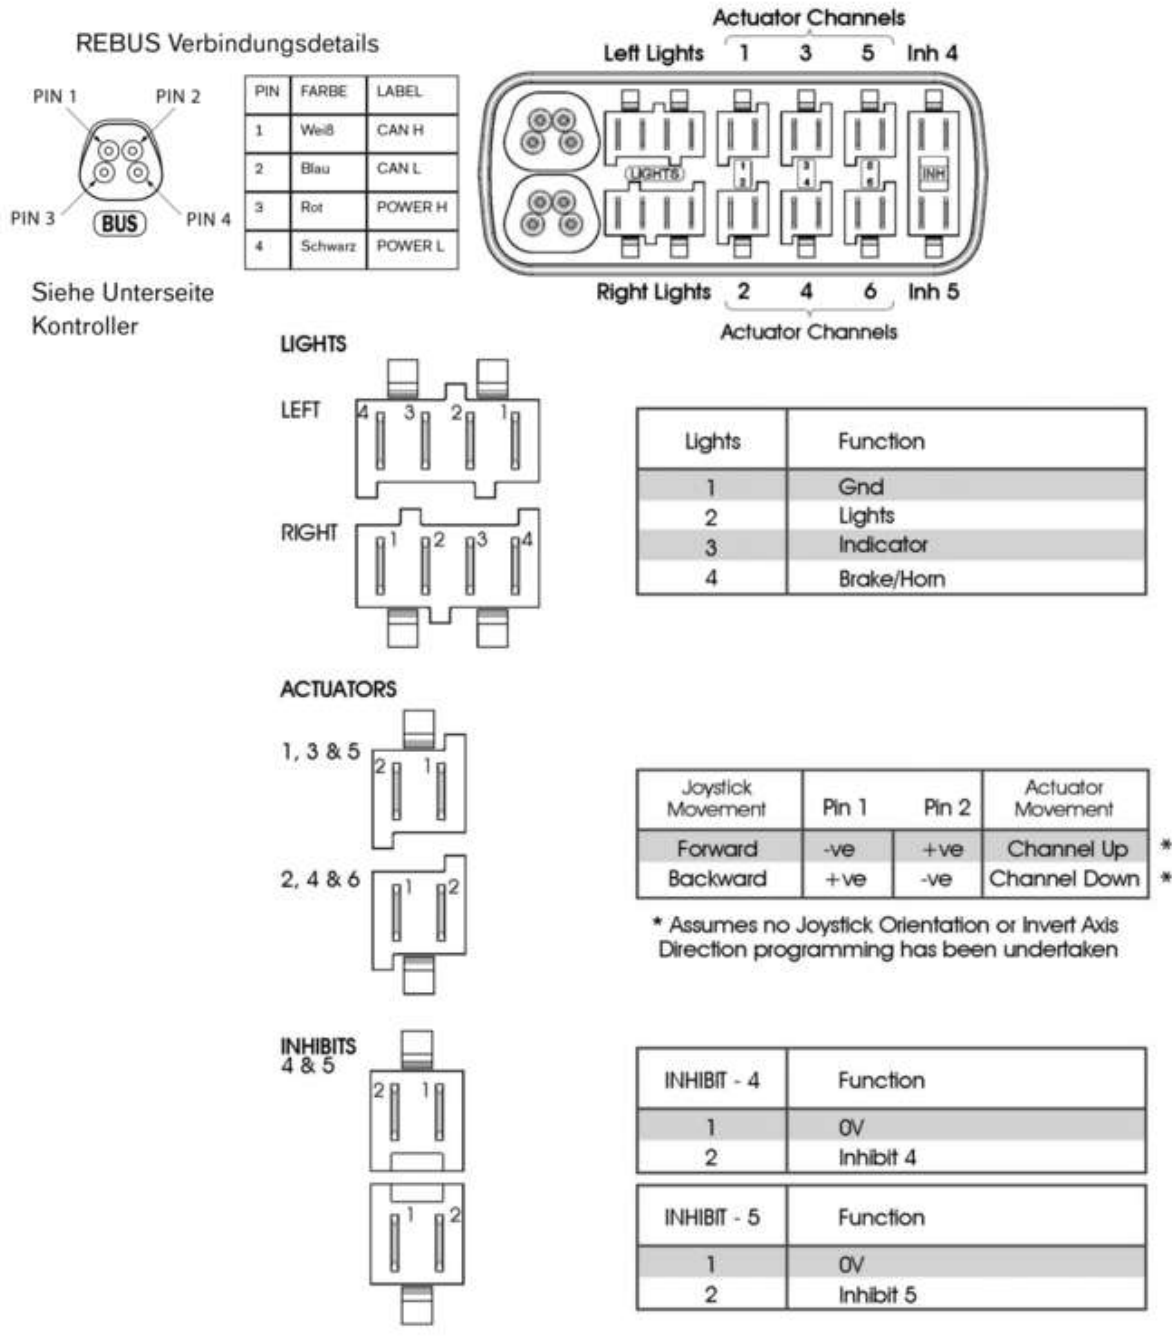 REBUS Verbindungsdetails
PIN 1
PIN 2
PIN 3
PIN 4
BUS
PIN FARBE LABEL
1 Weiß CAN H
2 Blau CAN L
3 Rot POWER H
4 Schwarz POWER L
Siehe Unterseite
Kontroller
Actuator Channels
Left Lights 1 3 5 Inh 4
LIGHTS
1
2
3
4
5
6
INH
Right Lights 2 4 6 Inh 5
Actuator Channels
LIGHTS
LEFT
4 3 2 1
RIGHT
1 2 3 4
Lights Function
1 Gnd
2 Lights
3 Indicator
4 Brake/Horn
ACTUATORS
1, 3 & 5
2 1
2, 4 & 6
1 2
Joystick
Movement
Pin 1
Pin 2
Actuator
Movement
Forward -ve +ve Channel Up *
Backward +ve -ve Channel Down *
* Assumes no Joystick Orientation or Invert Axis
Direction programming has been undertaken
INHIBITS
4 & 5
2 1
1 2
INHIBIT - 4 Function
1 0V
2 Inhibit 4
INHIBIT - 5 Function
1 0V
2 Inhibit 5